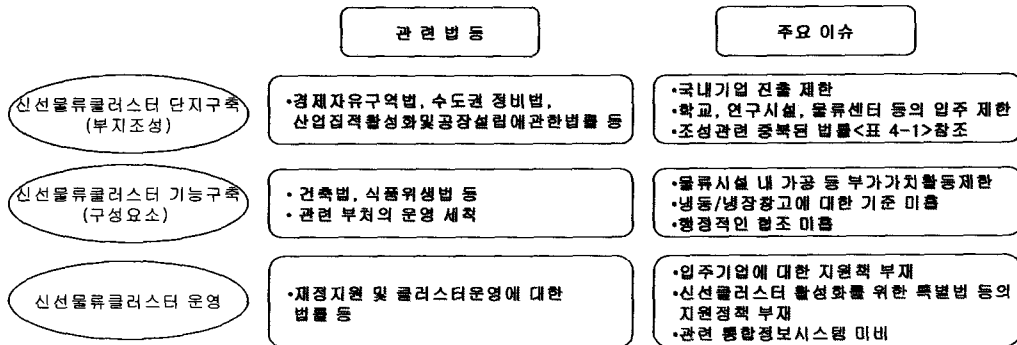 관련법등
주요 이슈
신선물류클러스터 단지구축
(부지조성)
•경제자유구역법, 수도권 정비법,
산업집적활성화및공장설립에관한법률 등
•국내기업 진출 제한
•학교, 연구시설, 물류센터 등의 입주 제한
•조성관련 중복된 법률<표 4-1>참조
신선물류클러스터 기능구축
(구성요소)
• 건축법, 식품위생법 등
• 관련 부처의 운영 세칙
•물류시설 내 가공 등 부가가치활동제한
•냉동/냉장창고에 대한 기준 미흡
•행정적인 협조 미흡
신선물류클러스터 운영
•재정지원 및 클러스터운영에 대한
법률 등
•입주기업에 대한 지원책 부재
•신선클러스터 활성화를 위한 특별법 등의
지원정책 부재
•관련 통합정보시스템 미비